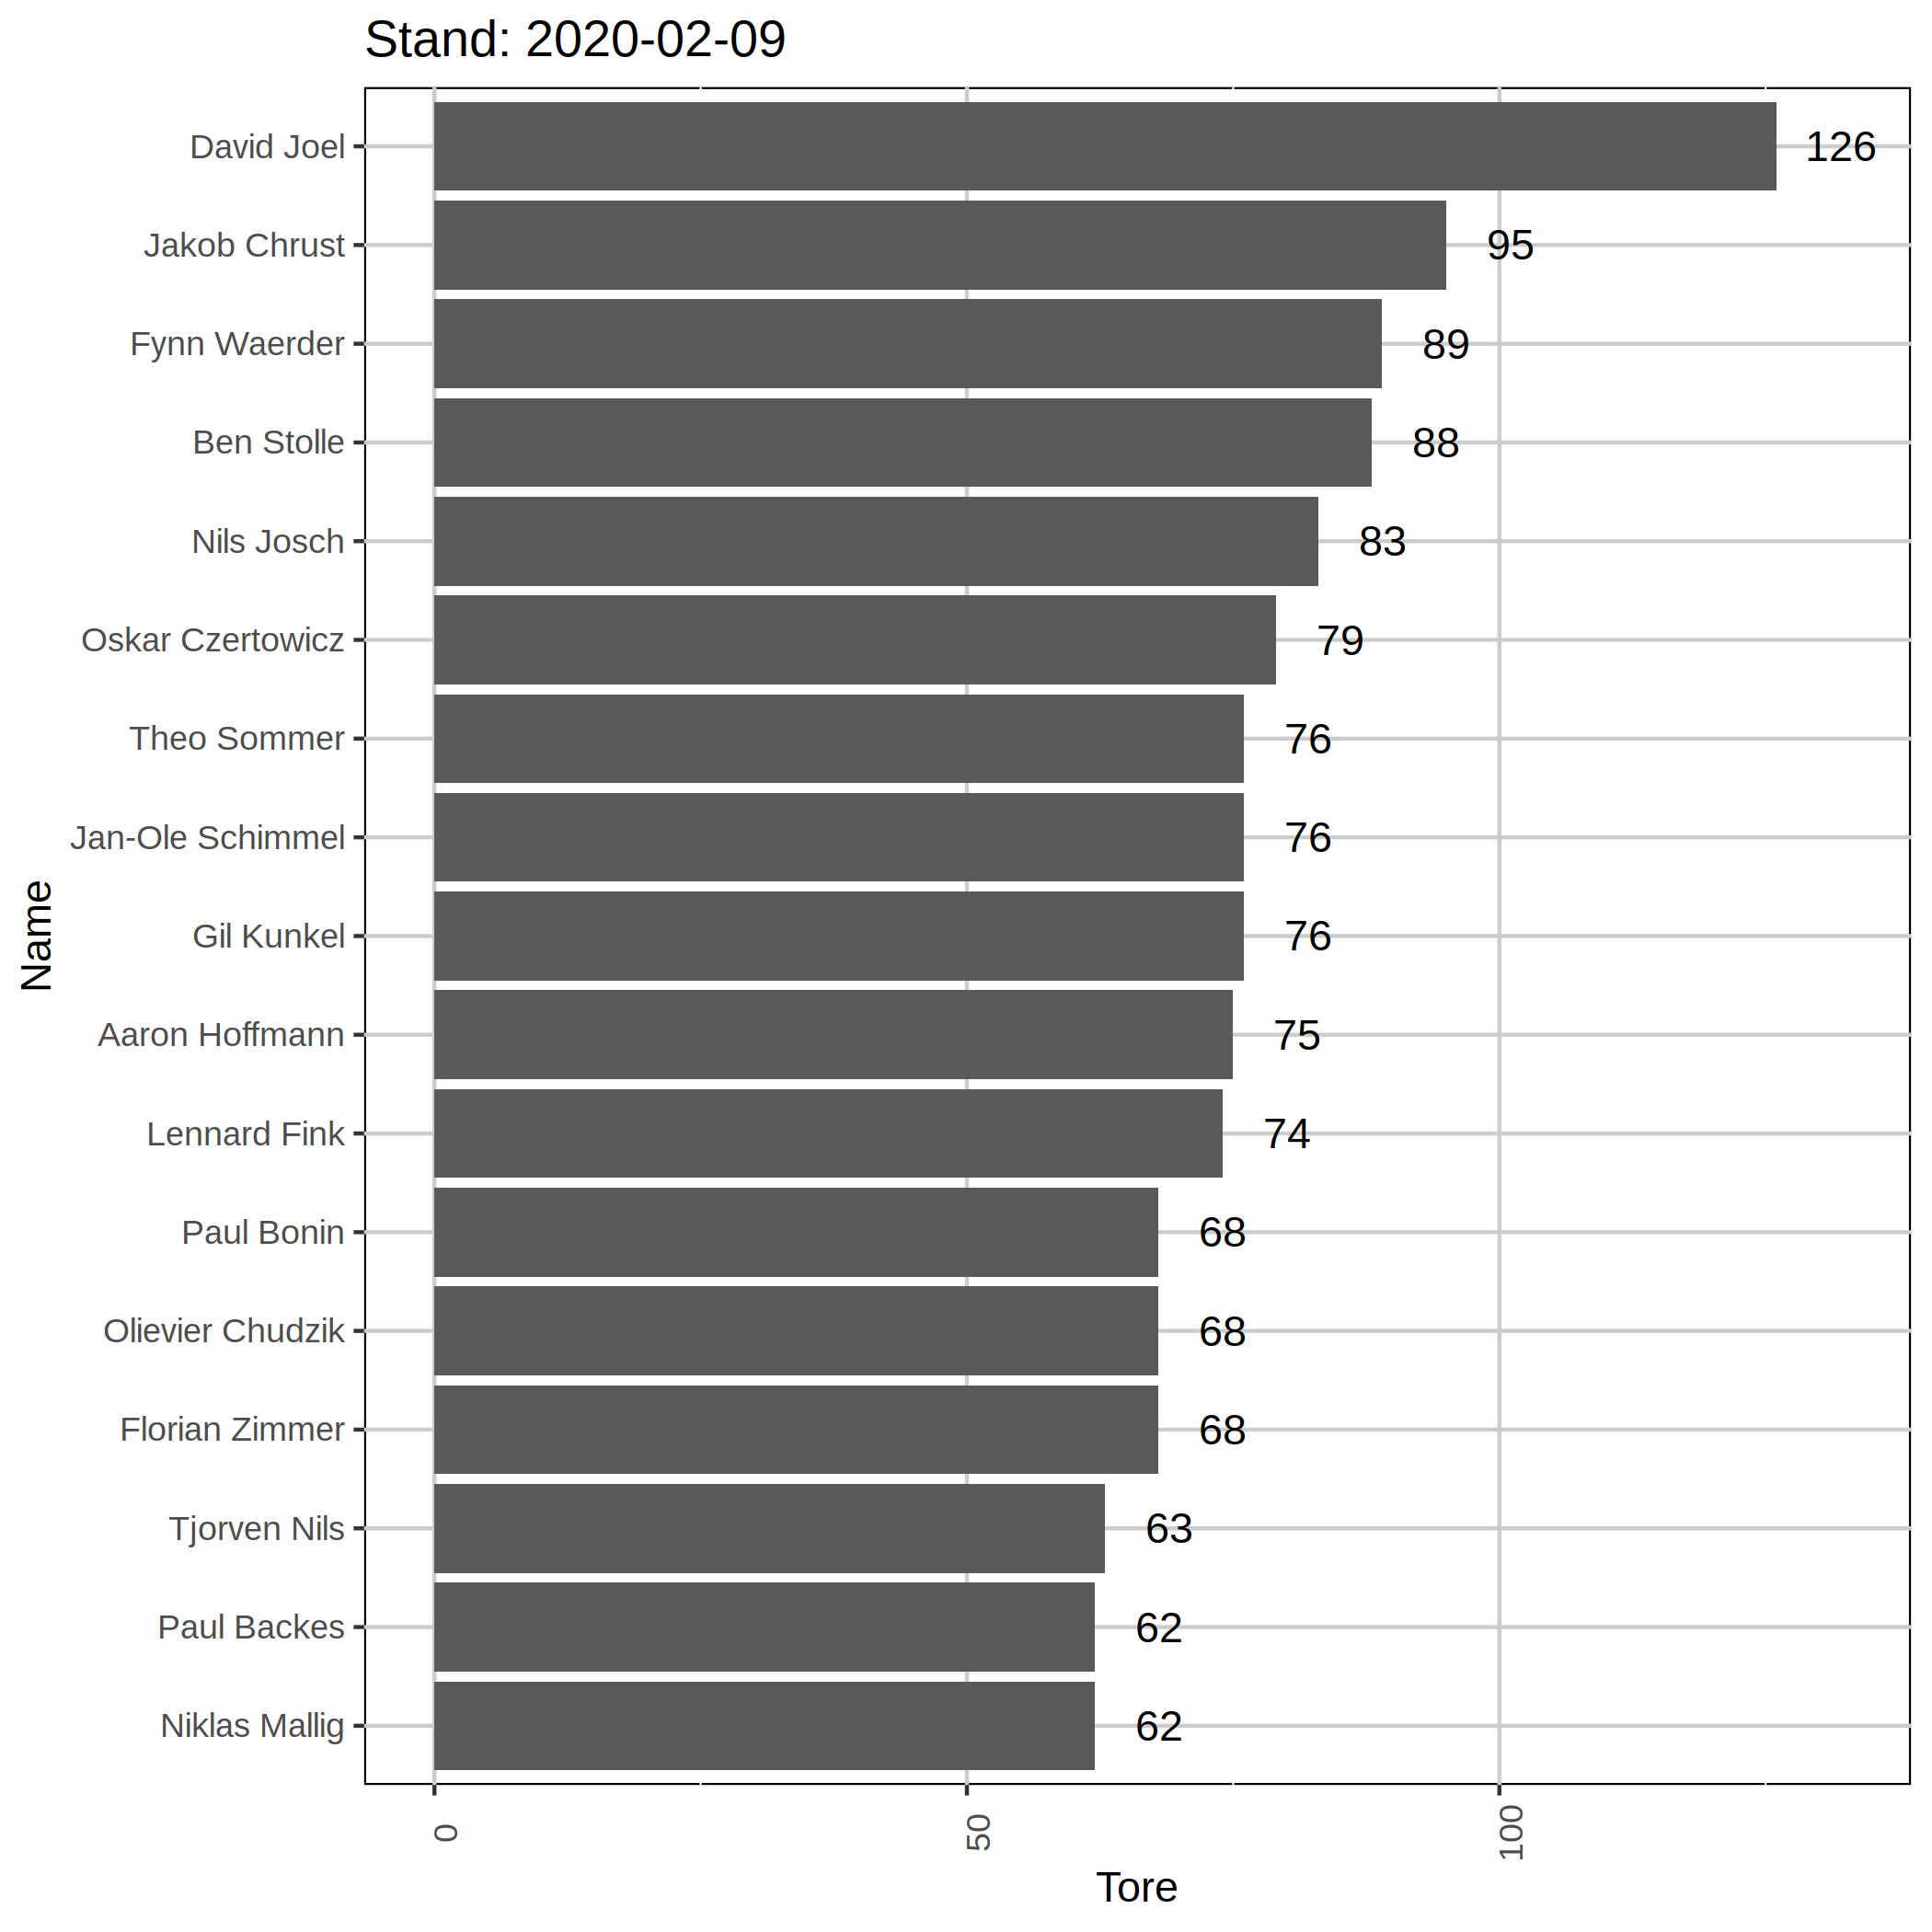 Stand: 2020-02-09
David Joel 126
Jakob Chrust 95
Fynn Waerder 89
Ben Stolle 88
Nils Josch 83
Oskar Czertowicz 79
Theo Sommer 76
Jan-Ole Schimmel 76
Gil Kunkel 76
Aaron Hoffmann 75
Lennard Fink 74
Paul Bonin 68
Olievier Chudzik 68
Florian Zimmer 68
Tjorven Nils 63
Paul Backes 62
Niklas Mallig 62
Name
0 50 100
Tore